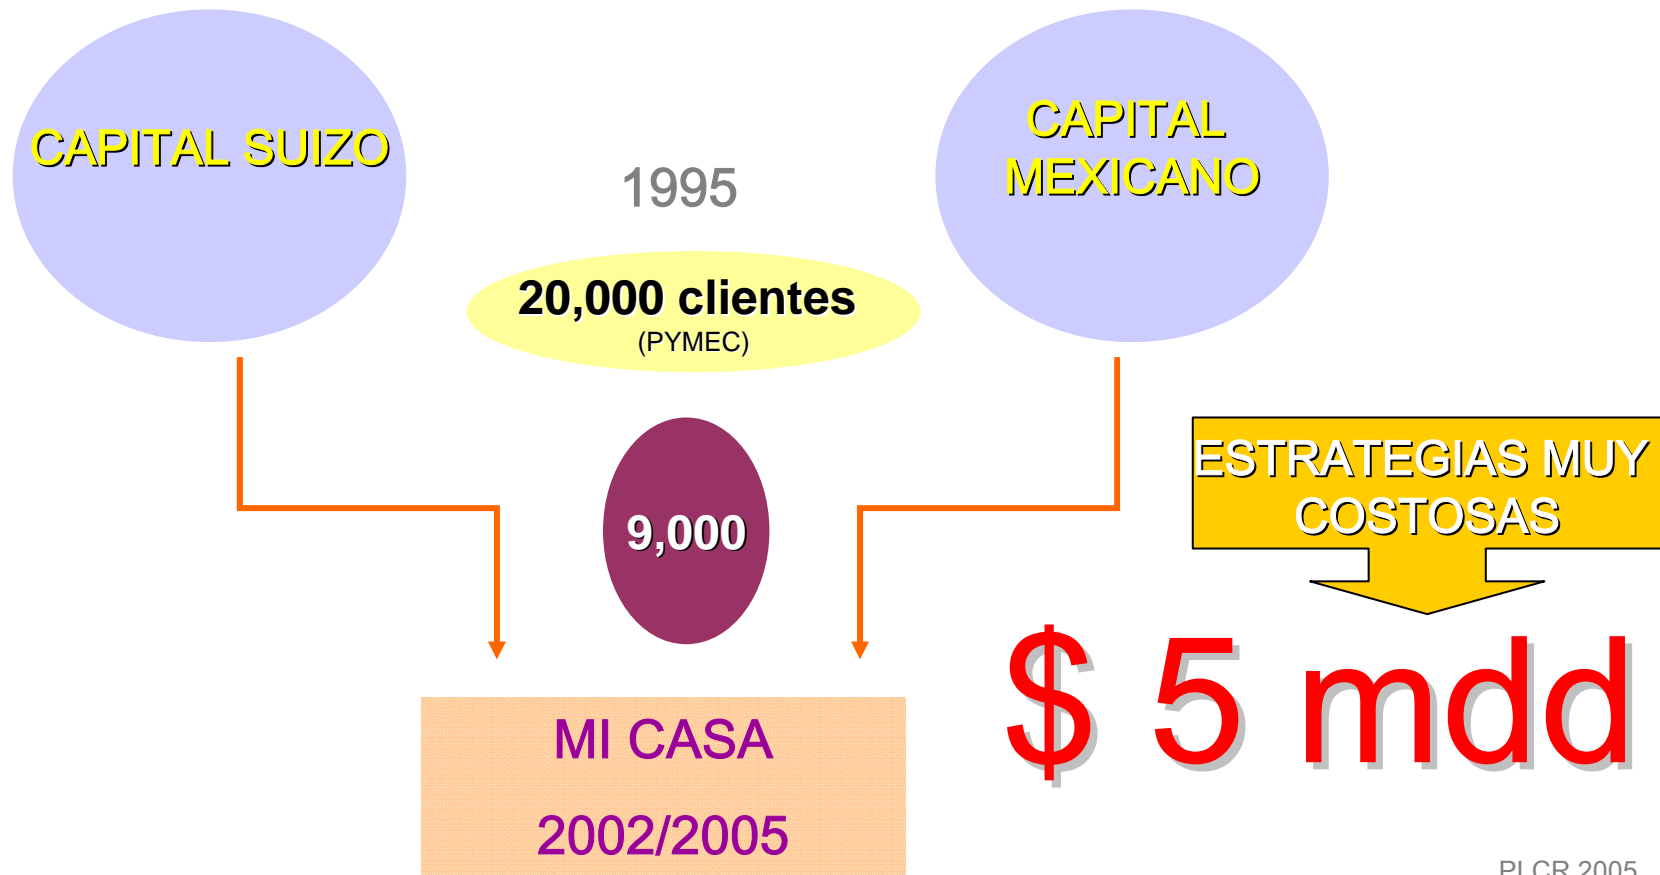 CAPITAL SUIZO
CAPITAL
MEXICANO
1995
20,000 clientes
(PYMEC)
9,000
ESTRATEGIAS MUY
COSTOSAS
$ 5 mdd
MI CASA
2002/2005
PLCR 2005